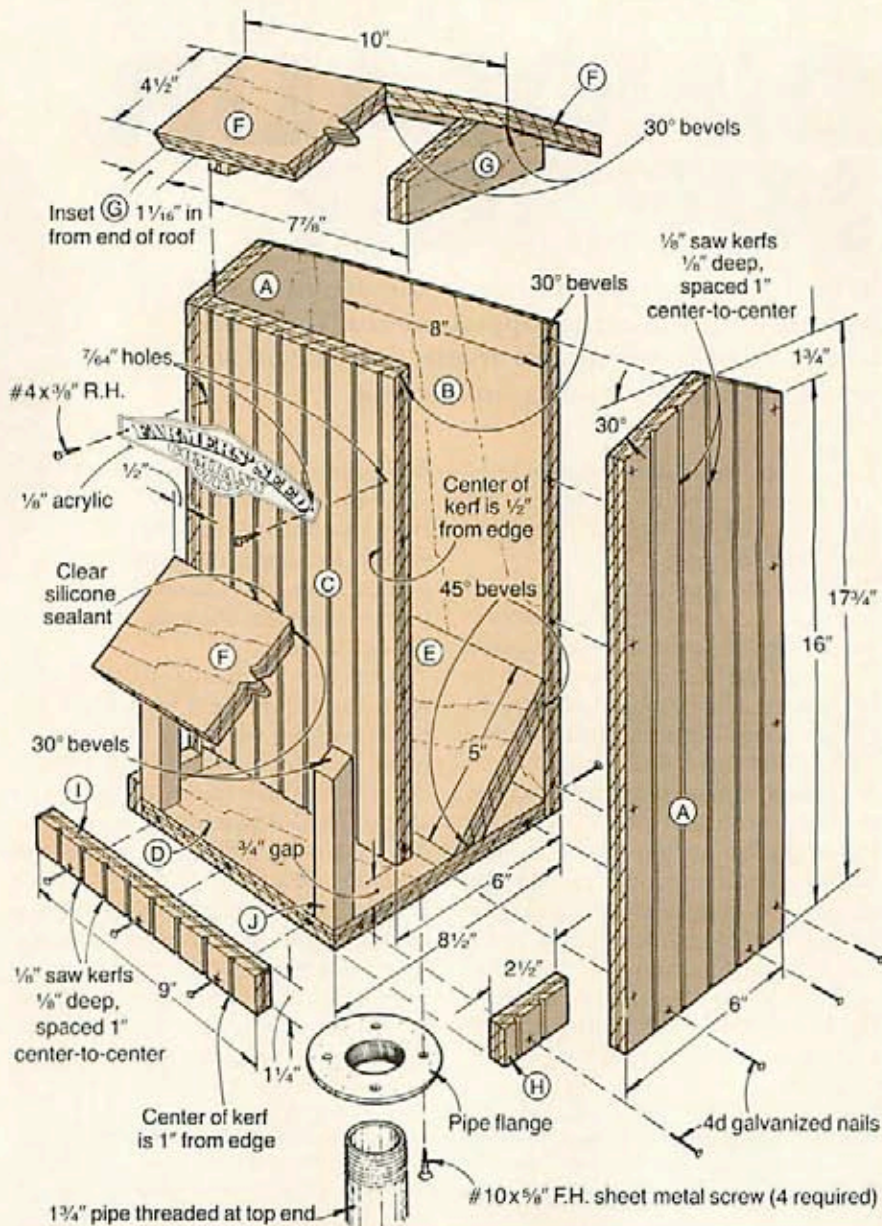 10"
4½"
F
F
30° bevels
G
Inset G 1 1/16" in
from end of roof
7⅞"
⅛" saw kerfs
⅛" deep,
spaced 1"
center-to-center
A
30° bevels
8"
1¾"
7/64" holes
B
#4 x ⅜" R.H.
30°
FARMERS' SEED
COMPANY
½"
⅛" acrylic
Center of
kerf is ½"
from edge
Clear
silicone
sealant
C
45° bevels
17¾"
16"
F
E
30° bevels
5"
I
A
D
¾" gap
6"
J
8½"
⅛" saw kerfs
⅛" deep,
spaced 1"
center-to-center
9"
2½"
6"
1¼"
H
Center of kerf
is 1" from edge
Pipe flange
4d galvanized nails
#10 x ⅝" F.H. sheet metal screw (4 required)
1¾" pipe threaded at top end